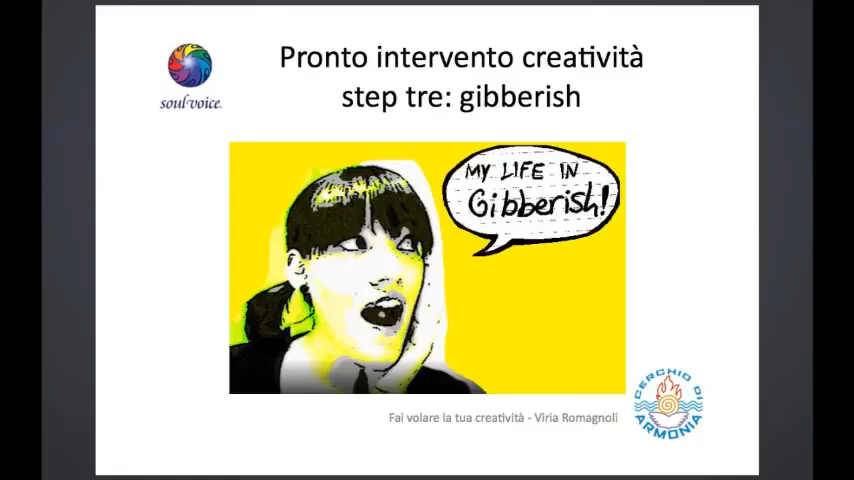 Pronto intervento creatività
step tre: gibberish
soul-voice®
MY LIFE IN
Gibberish!
Fai volare la tua creatività - Viria Romagnoli
CERCHIO DI
ARMONIA